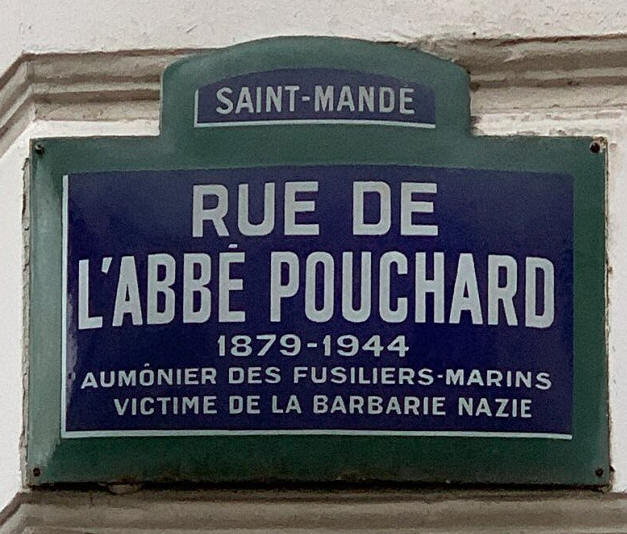 SAINT-MANDÉ
RUE DE
L'ABBÉ POUCHARD
1879-1944
AUMÔNIER DES FUSILIERS-MARINS
VICTIME DE LA BARBARIE NAZIE